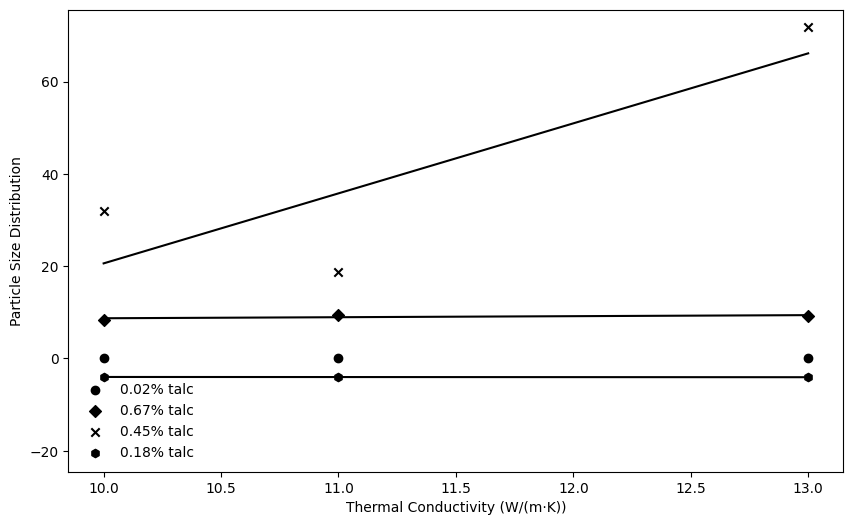 Particle Size Distribution
60
40
20
0
−20
0.02% talc
0.67% talc
0.45% talc
0.18% talc
10.0 10.5 11.0 11.5 12.0 12.5 13.0
Thermal Conductivity (W/(m·K))